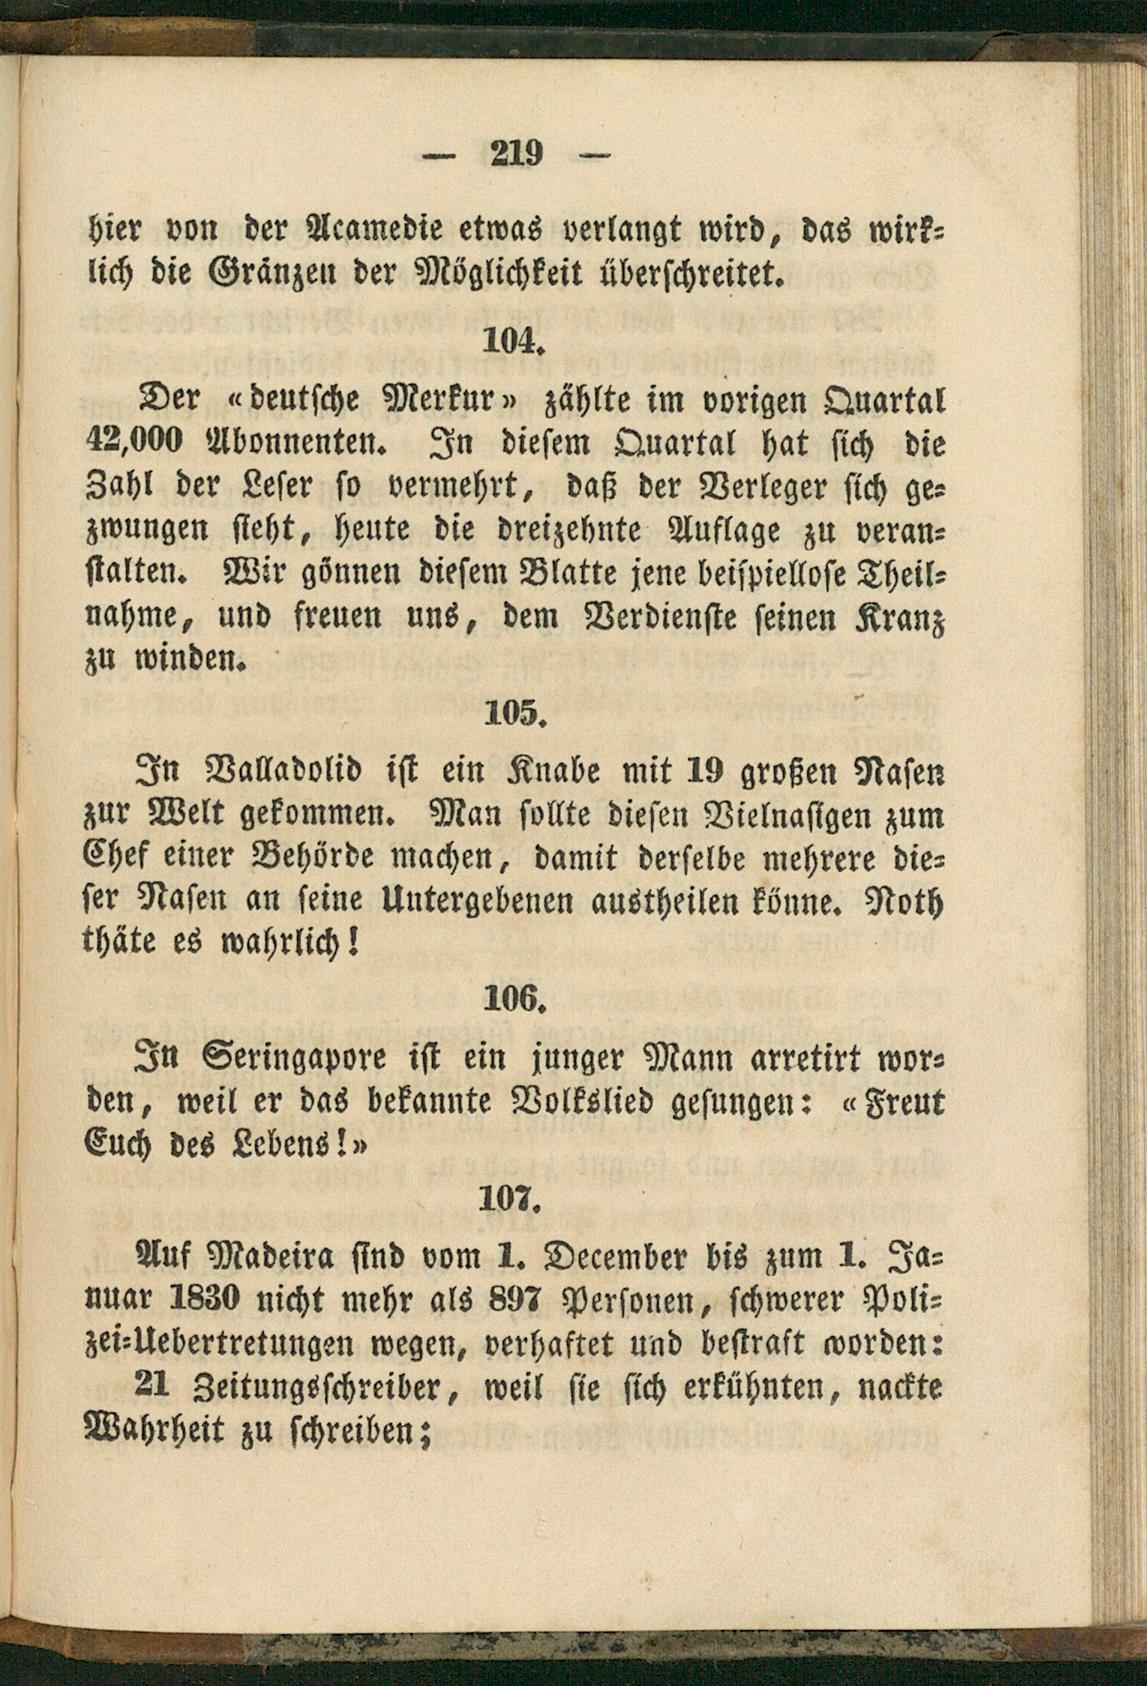 — 219 —
hier von der Acamedie etwas verlangt wird, das wirk-
lich die Gränzen der Möglichkeit überschreitet.
104.
Der «deutsche Merkur» zählte im vorigen Quartal
42,000 Abonnenten. In diesem Quartal hat sich die
Zahl der Leser so vermehrt, daß der Verleger sich ge-
zwungen sieht, heute die dreizehnte Auflage zu veran-
stalten. Wir gönnen diesem Blatte jene beispiellose Theil-
nahme, und freuen uns, dem Verdienste seinen Kranz
zu winden.
105.
In Valladolid ist ein Knabe mit 19 großen Nasen
zur Welt gekommen. Man sollte diesen Vielnasigen zum
Chef einer Behörde machen, damit derselbe mehrere die-
ser Nasen an seine Untergebenen austheilen könne. Noth
thäte es wahrlich!
106.
In Seringapore ist ein junger Mann arretirt wor-
den, weil er das bekannte Volkslied gesungen: «Freut
Euch des Lebens!»
107.
Auf Madeira sind vom 1. December bis zum 1. Ja-
nuar 1830 nicht mehr als 897 Personen, schwerer Poli-
zei-Uebertretungen wegen, verhaftet und bestraft worden:
21 Zeitungsschreiber, weil sie sich erkühnten, nackte
Wahrheit zu schreiben;